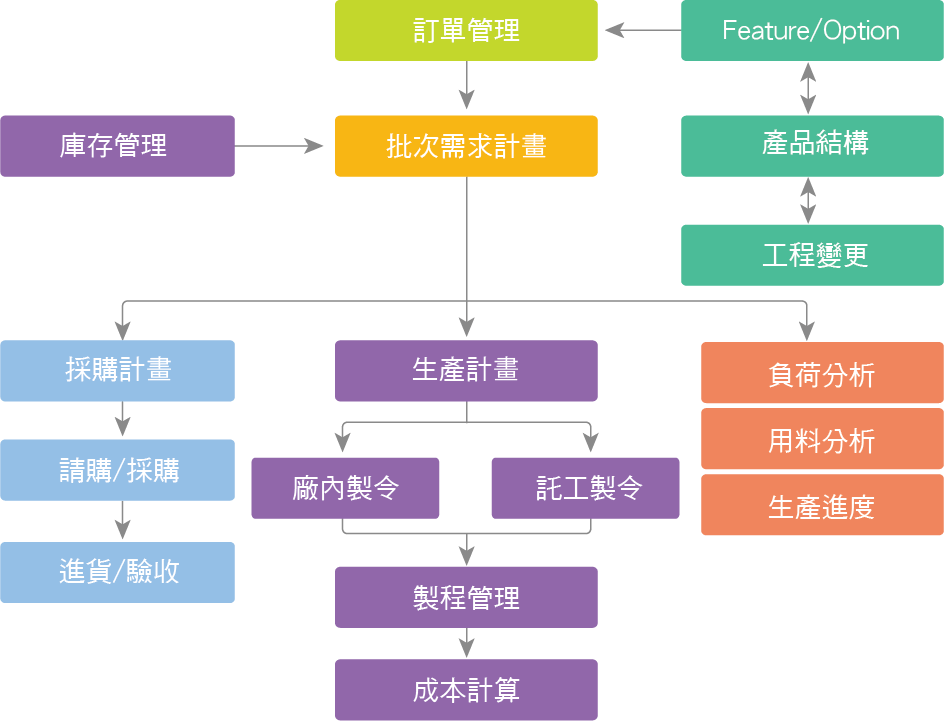 訂單管理
Feature/Option
庫存管理
批次需求計畫
產品結構
工程變更
採購計畫
生產計畫
負荷分析
用料分析
請購/採購
廠內製令
託工製令
生產進度
進貨/驗收
製程管理
成本計算